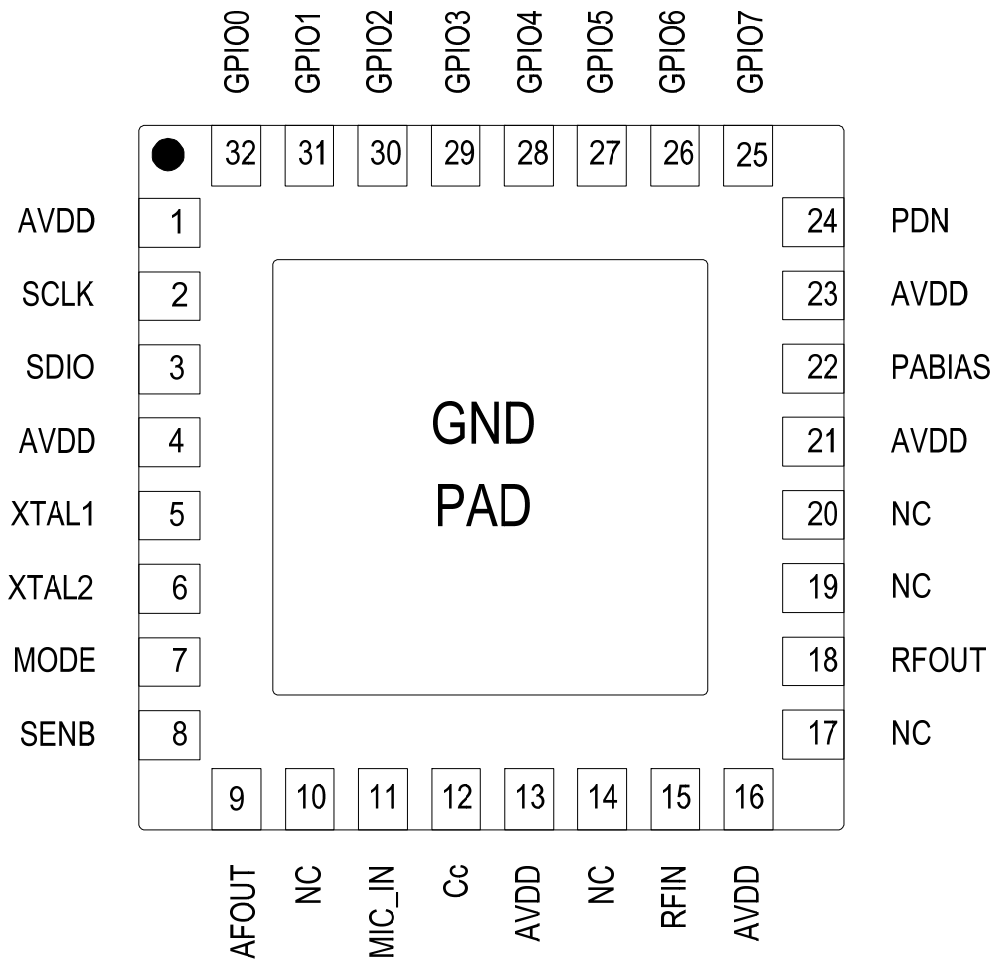 GPIO0 GPIO1 GPIO2 GPIO3 GPIO4 GPIO5 GPIO6 GPIO7
32 31 30 29 28 27 26 25
AVDD 1 24 PDN
SCLK 2 23 AVDD
SDIO 3 22 PABIAS
AVDD 4 21 AVDD
XTAL1 5 20 NC
XTAL2 6 19 NC
MODE 7 18 RFOUT
SENB 8 17 NC
GND
PAD
9 10 11 12 13 14 15 16
AFOUT NC MIC_IN Cc AVDD NC RFIN AVDD